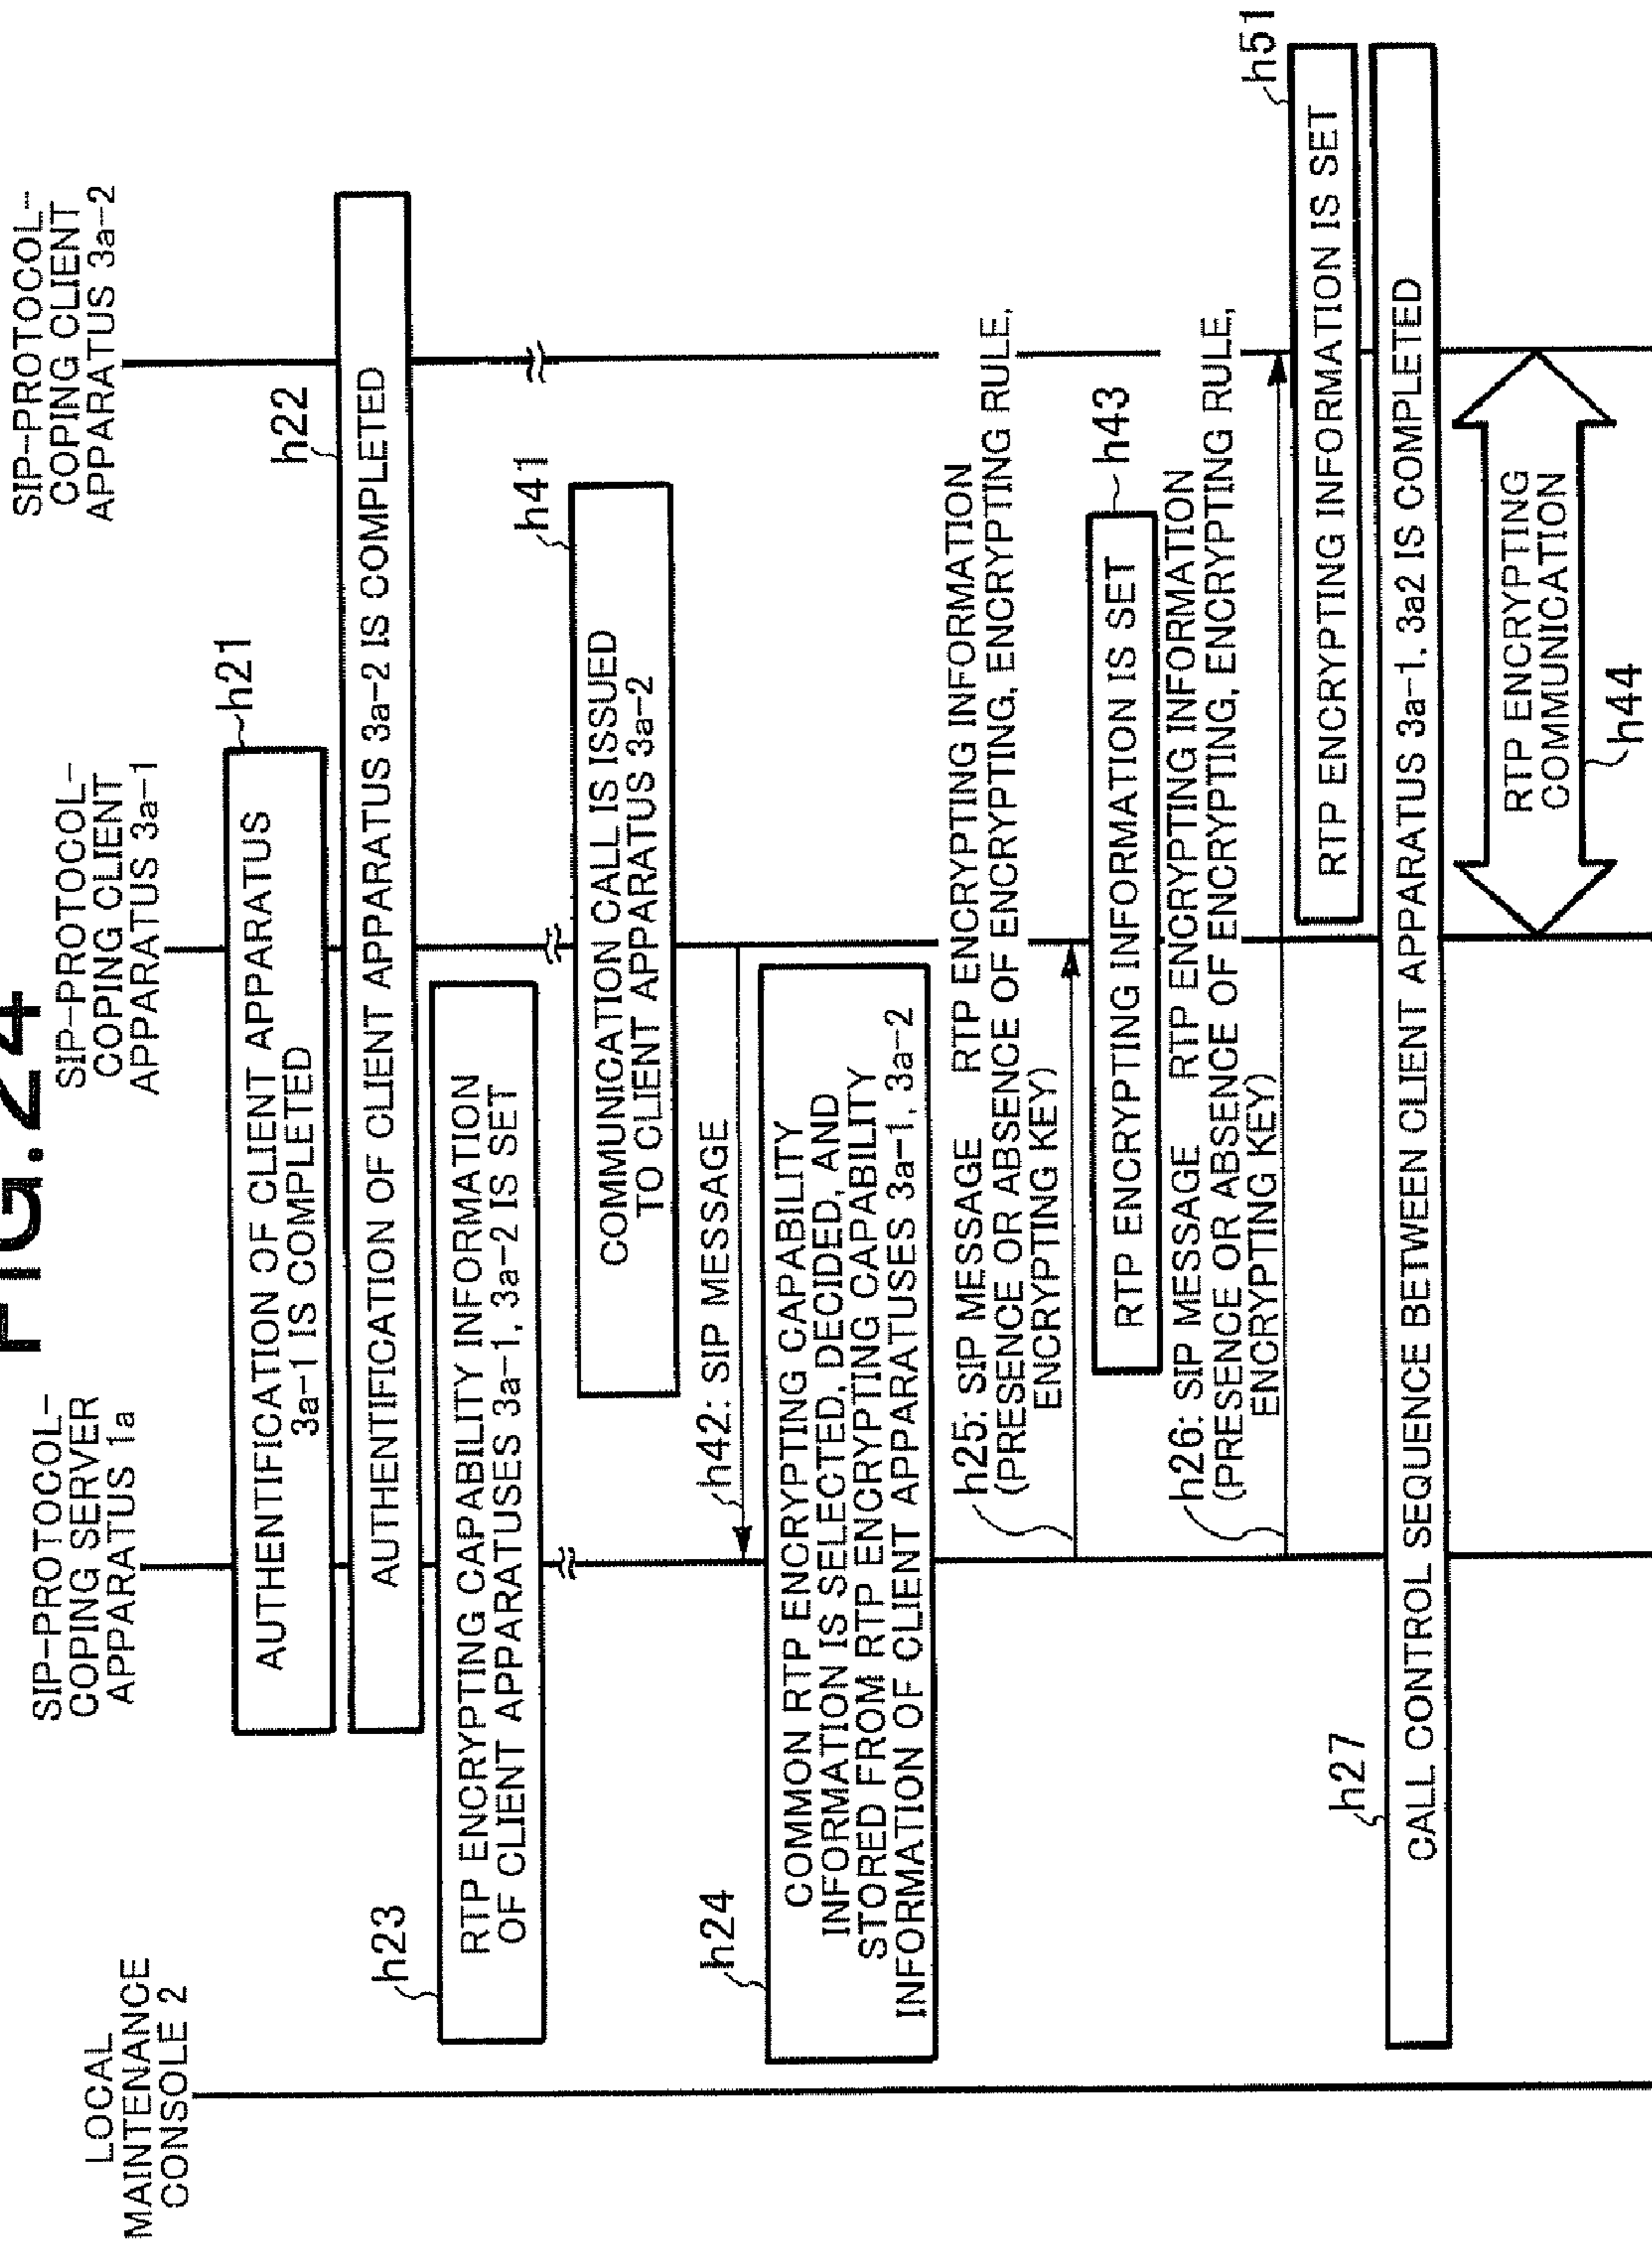 FIG. 24
LOCAL
MAINTENANCE
CONSOLE 2
SIP-PROTOCOL-
COPING SERVER
APPARATUS 1a
SIP-PROTOCOL-
COPING CLIENT
APPARATUS 3a-1
SIP-PROTOCOL-
COPING CLIENT
APPARATUS 3a-2
h21
AUTHENTIFICATION OF CLIENT APPARATUS
3a-1 IS COMPLETED
h22
AUTHENTIFICATION OF CLIENT APPARATUS 3a-2 IS COMPLETED
h23
RTP ENCRYPTING CAPABILITY INFORMATION
OF CLIENT APPARATUSES 3a-1, 3a-2 IS SET
h41
COMMUNICATION CALL IS ISSUED
TO CLIENT APPARATUS 3a-2
h42: SIP MESSAGE
h24
COMMON RTP ENCRYPTING CAPABILITY
INFORMATION IS SELECTED, DECIDED, AND
STORED FROM RTP ENCRYPTING CAPABILITY
INFORMATION OF CLIENT APPARATUSES 3a-1, 3a-2
h25: SIP MESSAGE RTP ENCRYPTING INFORMATION
(PRESENCE OR ABSENCE OF ENCRYPTING, ENCRYPTING RULE,
ENCRYPTING KEY)
h43
RTP ENCRYPTING INFORMATION IS SET
h26: SIP MESSAGE RTP ENCRYPTING INFORMATION
(PRESENCE OR ABSENCE OF ENCRYPTING, ENCRYPTING RULE,
ENCRYPTING KEY)
h51
RTP ENCRYPTING INFORMATION IS SET
h27
CALL CONTROL SEQUENCE BETWEEN CLIENT APPARATUS 3a-1, 3a2 IS COMPLETED
RTP ENCRYPTING
COMMUNICATION
h44